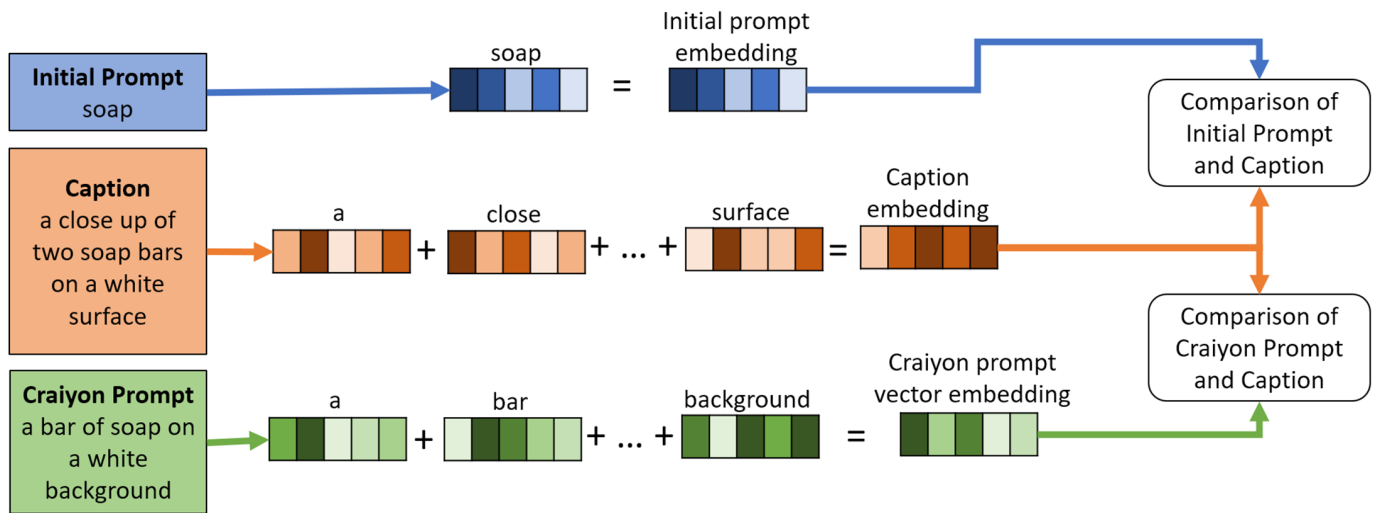 Initial Prompt
soap
soap
=
Initial prompt
embedding
Comparison of
Initial Prompt
and Caption
Caption
a close up of
two soap bars
on a white
surface
a
+
close
+ ... +
surface
=
Caption
embedding
Comparison of
Craiyon Prompt
and Caption
Craiyon Prompt
a bar of soap on
a white
background
a
+
bar
+ ... +
background
=
Craiyon prompt
vector embedding